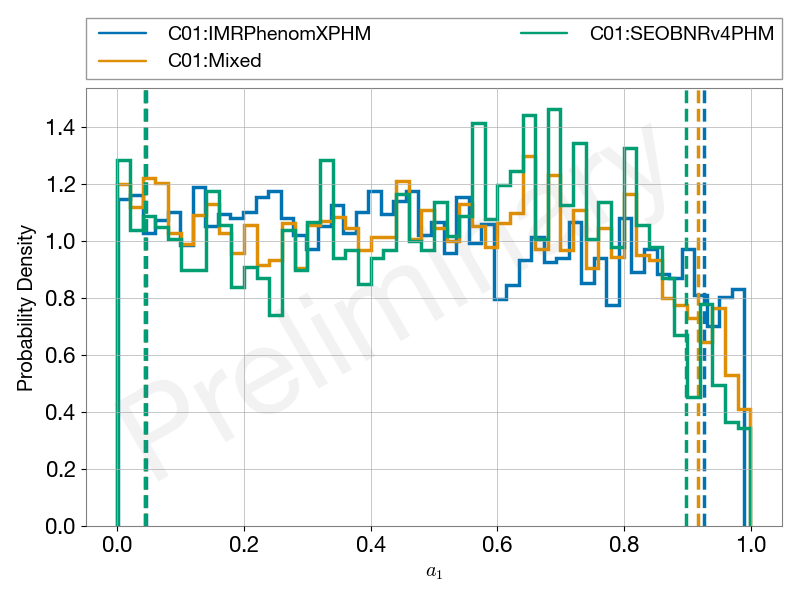 C01:IMRPhenomXPHM
C01:Mixed
C01:SEOBNRv4PHM
Preliminary
Probability Density
1.4
1.2
1.0
0.8
0.6
0.4
0.2
0.0
0.0 0.2 0.4 0.6 0.8 1.0
a₁